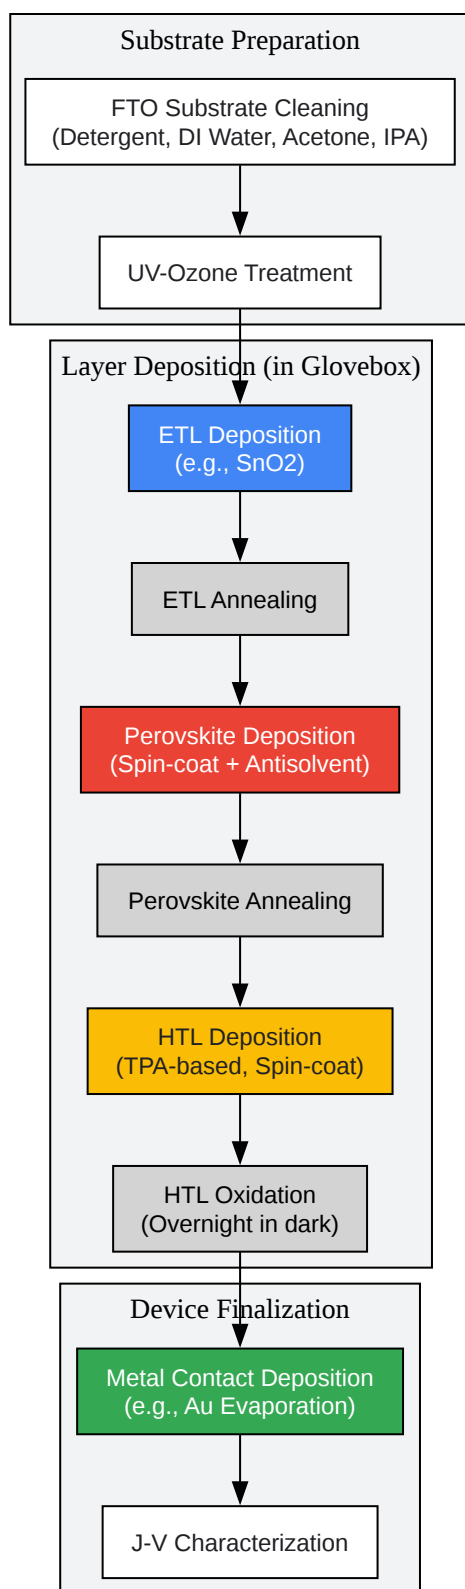 Substrate Preparation
FTO Substrate Cleaning
(Detergent, DI Water, Acetone, IPA)
UV-Ozone Treatment
Layer Deposition (in Glovebox)
ETL Deposition
(e.g., SnO2)
ETL Annealing
Perovskite Deposition
(Spin-coat + Antisolvent)
Perovskite Annealing
HTL Deposition
(TPA-based, Spin-coat)
HTL Oxidation
(Overnight in dark)
Device Finalization
Metal Contact Deposition
(e.g., Au Evaporation)
J-V Characterization